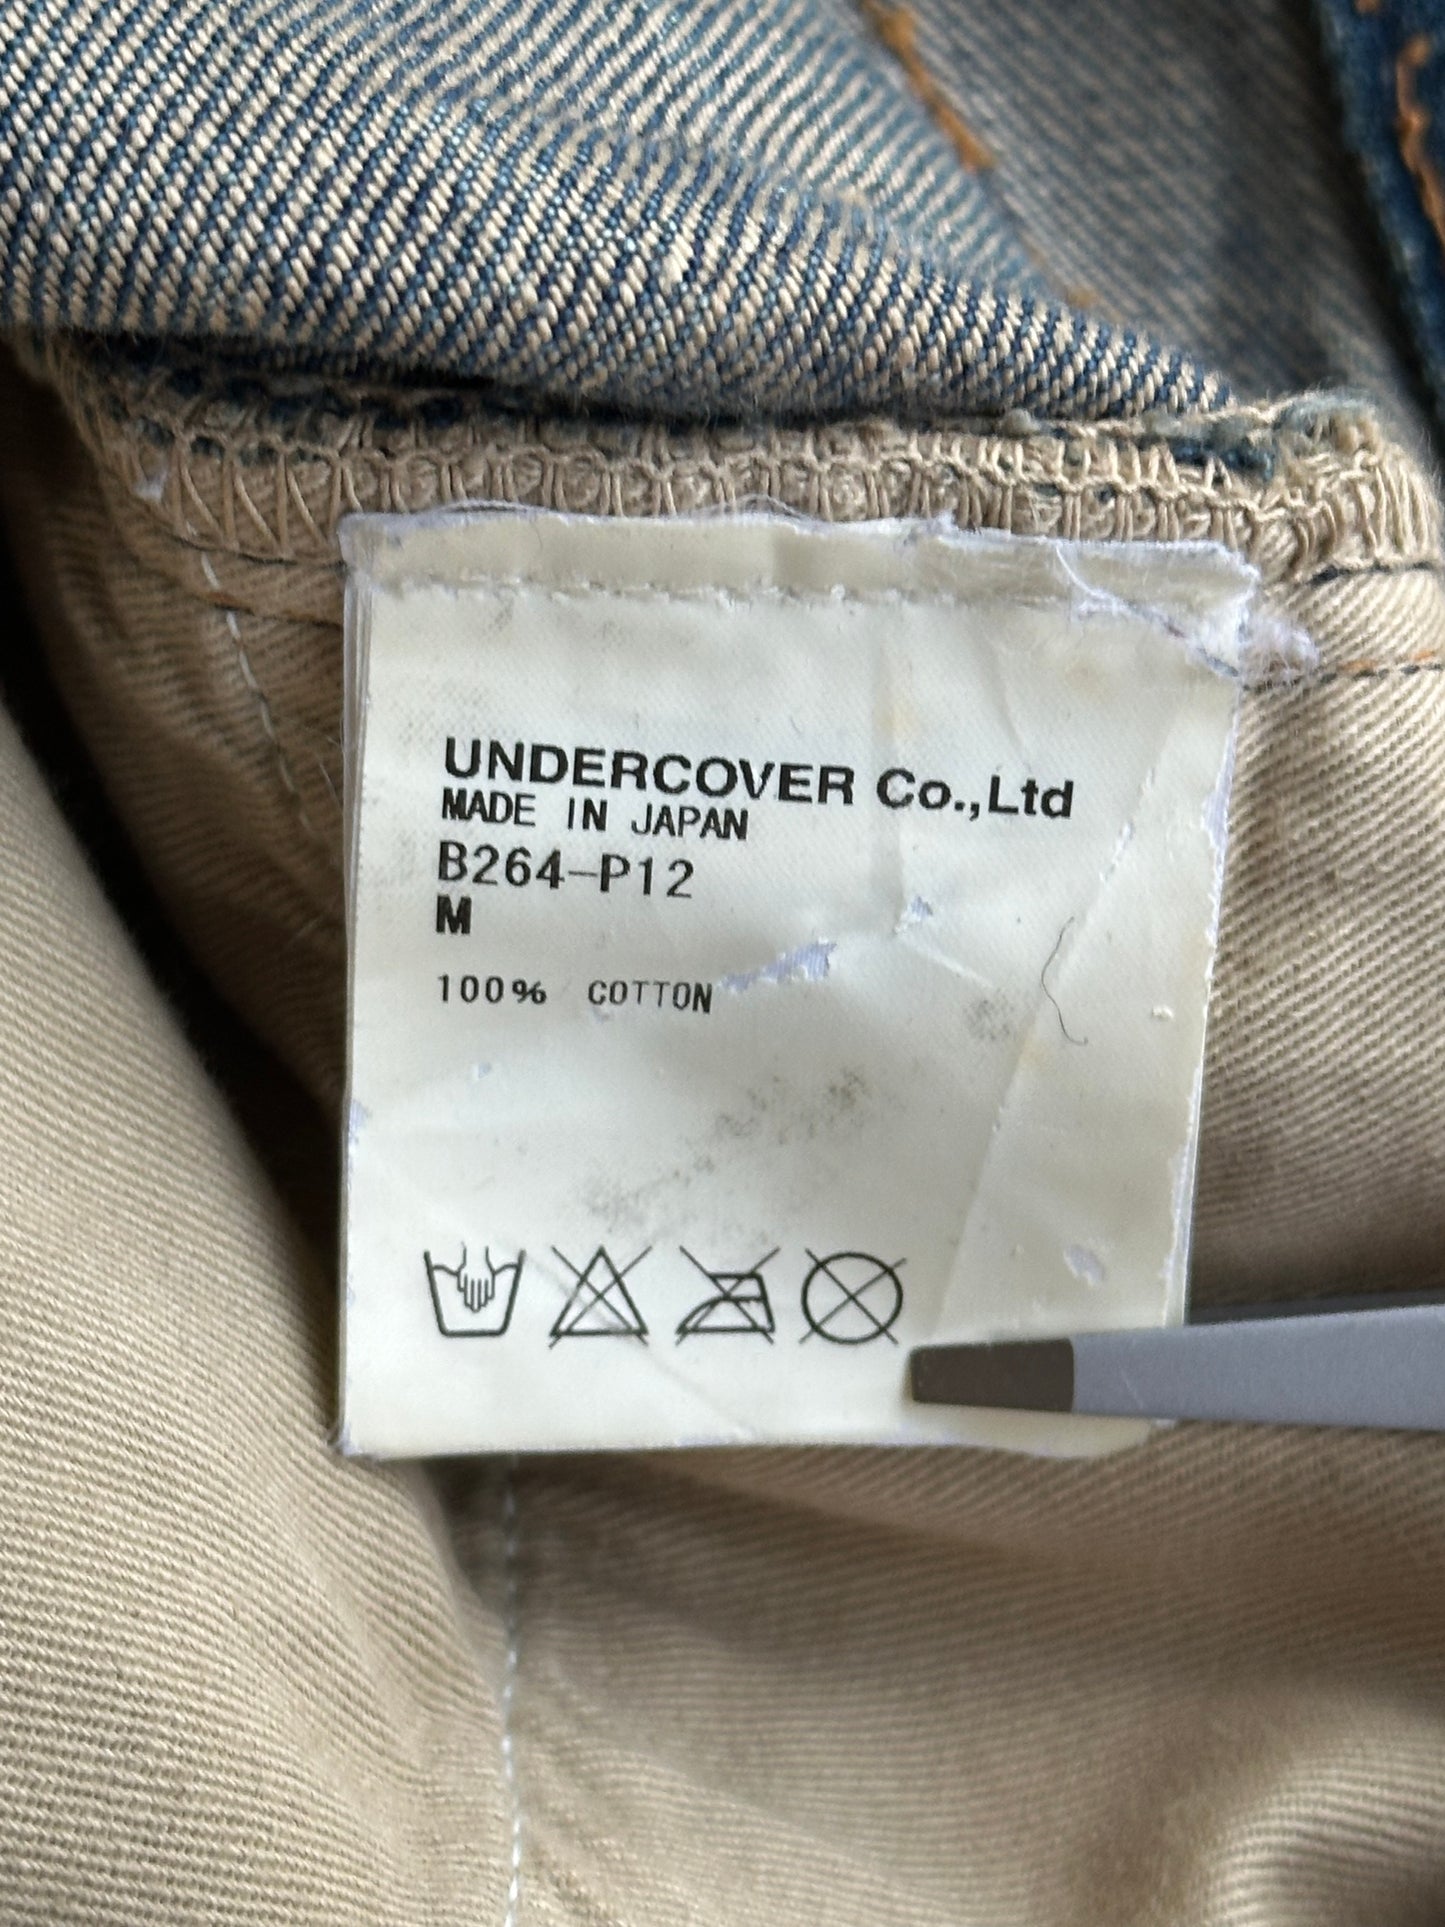 UNDERCOVER Co.,Ltd
MADE IN JAPAN
B264-P12
M
100% COTTON